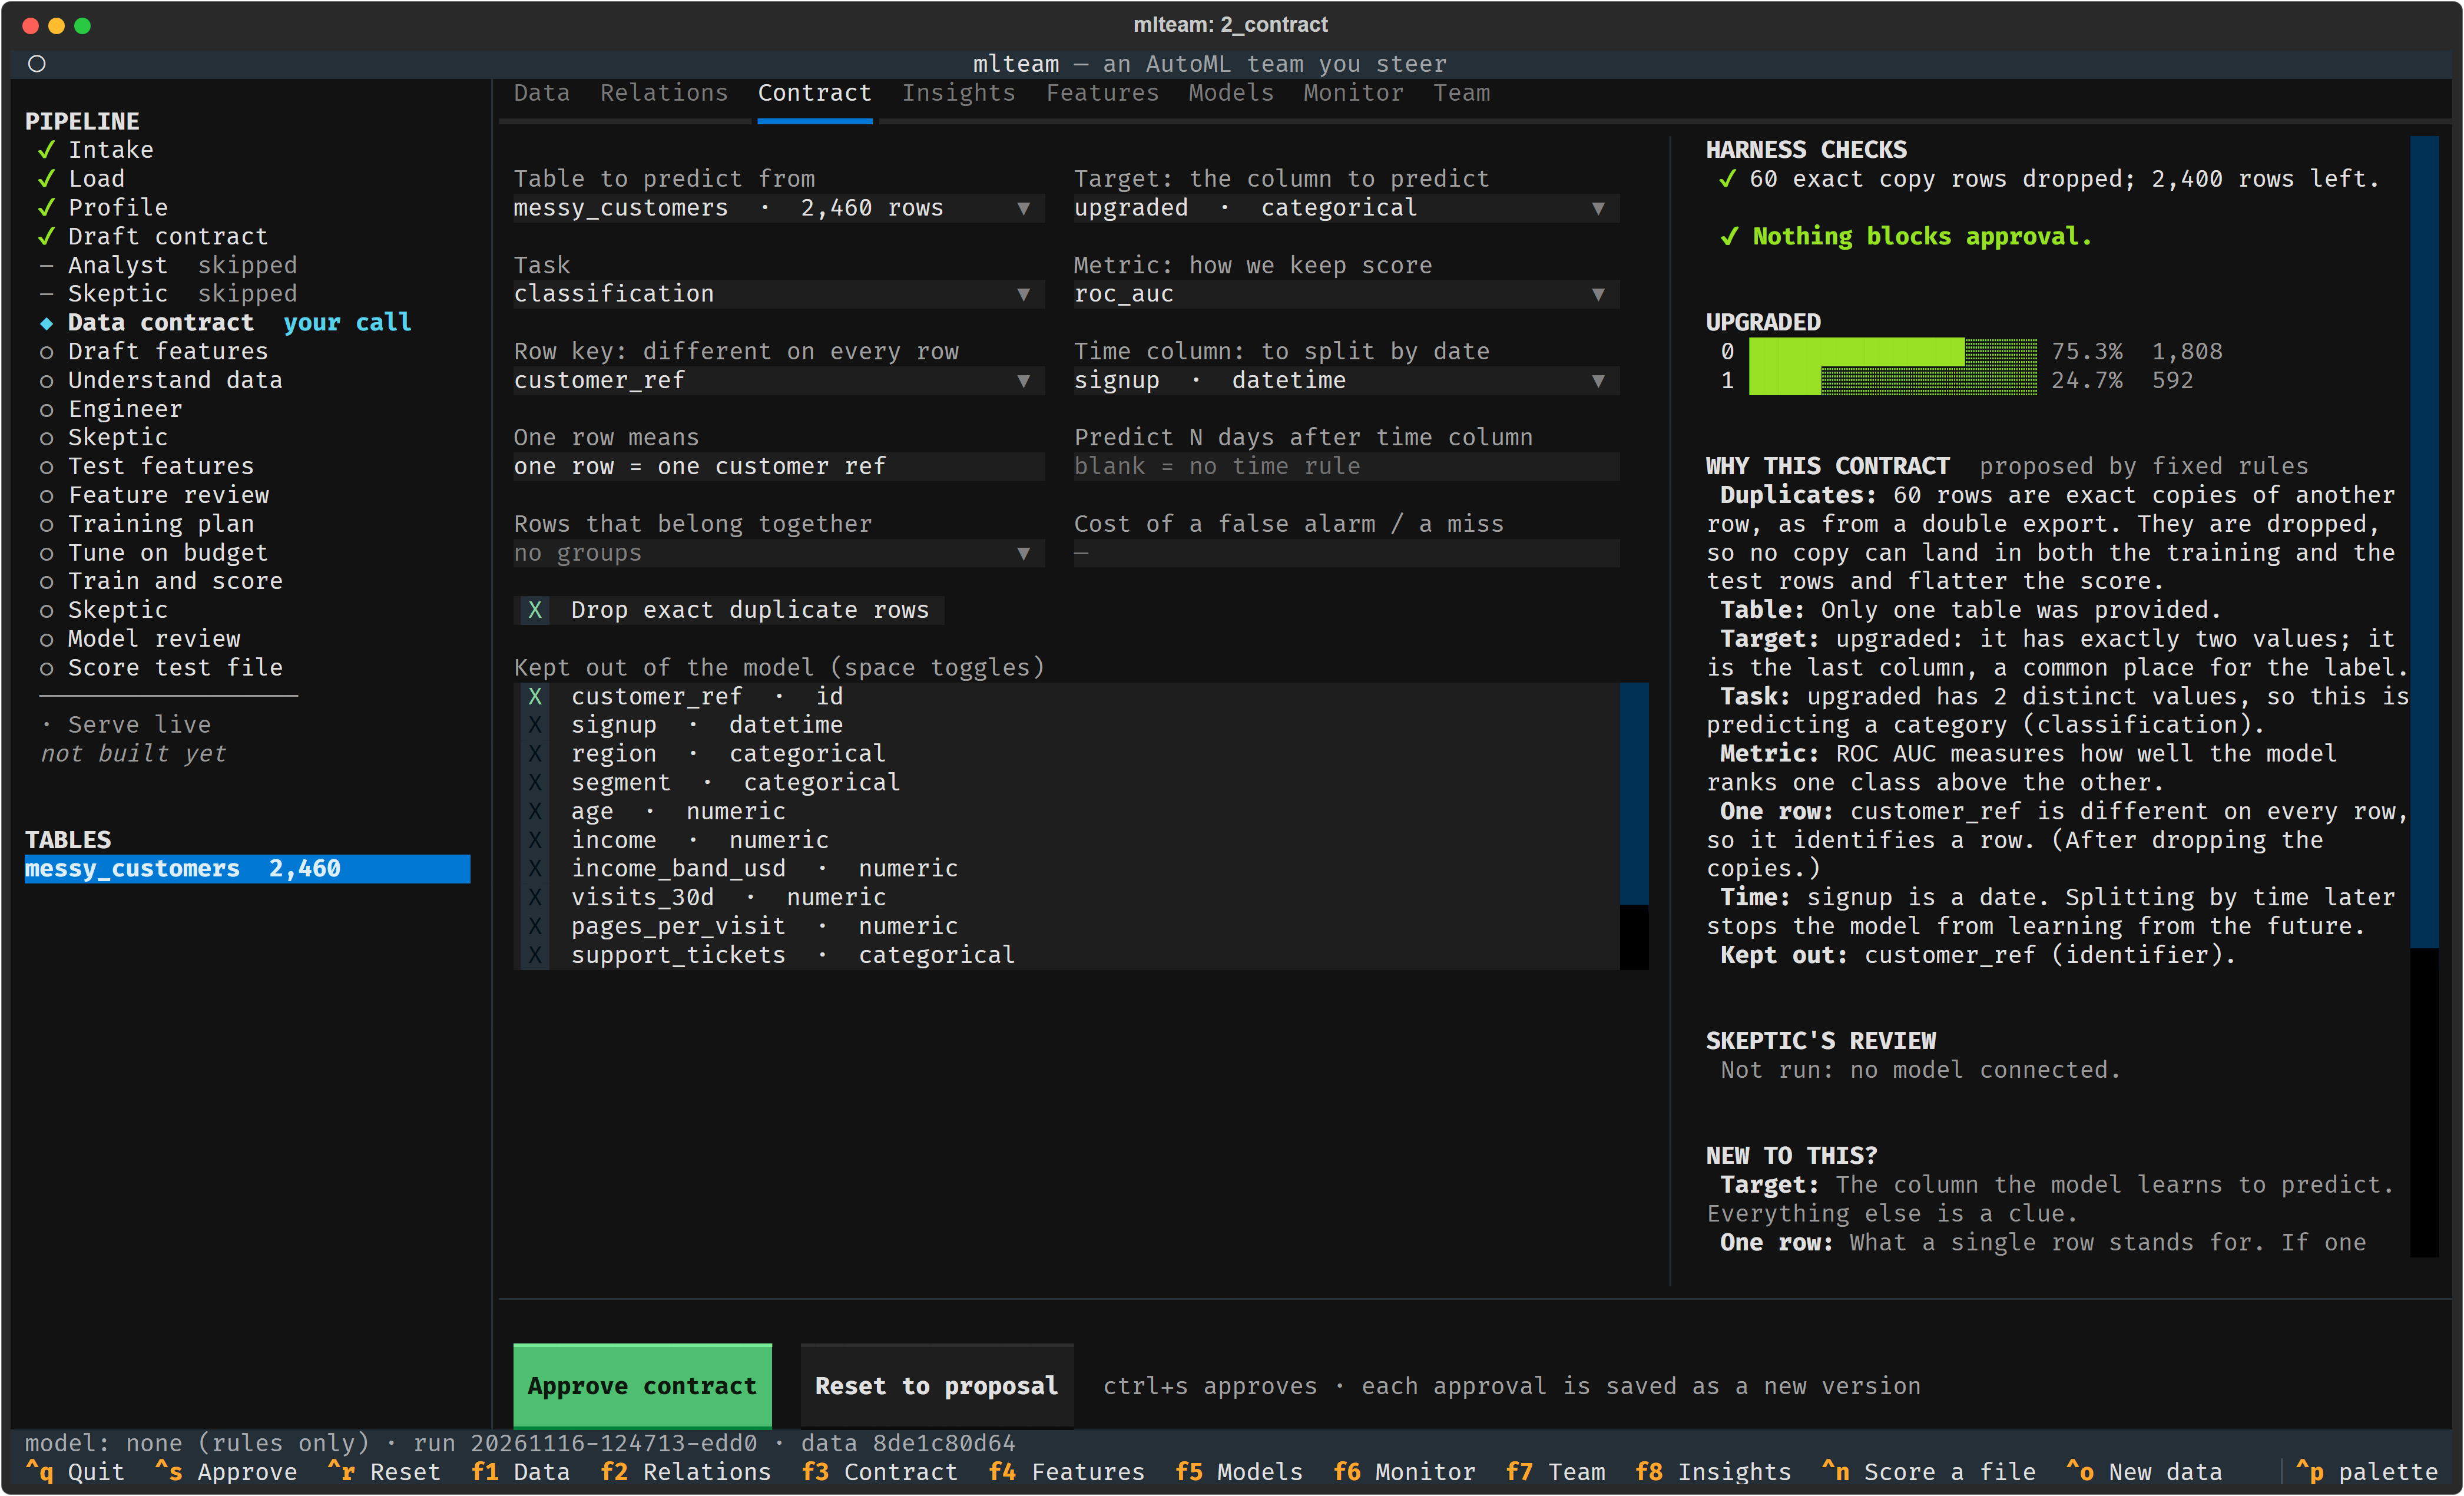 mlteam: 2_contract
mlteam — an AutoML team you steer
Data Relations Contract Insights Features Models Monitor Team
PIPELINE
✓ Intake
✓ Load
✓ Profile
✓ Draft contract
– Analyst skipped
– Skeptic skipped
◆ Data contract your call
○ Draft features
○ Understand data
○ Engineer
○ Skeptic
○ Test features
○ Feature review
○ Training plan
○ Tune on budget
○ Train and score
○ Skeptic
○ Model review
○ Score test file
· Serve live
not built yet
TABLES
messy_customers 2,460
Table to predict from
messy_customers · 2,460 rows ▼
Target: the column to predict
upgraded · categorical ▼
Task
classification ▼
Metric: how we keep score
roc_auc ▼
Row key: different on every row
customer_ref ▼
Time column: to split by date
signup · datetime ▼
One row means
one row = one customer ref
Predict N days after time column
blank = no time rule
Rows that belong together
no groups ▼
Cost of a false alarm / a miss
—
X Drop exact duplicate rows
Kept out of the model (space toggles)
X customer_ref · id
X signup · datetime
X region · categorical
X segment · categorical
X age · numeric
X income · numeric
X income_band_usd · numeric
X visits_30d · numeric
X pages_per_visit · numeric
X support_tickets · categorical
HARNESS CHECKS
✓ 60 exact copy rows dropped; 2,400 rows left.
✓ Nothing blocks approval.
UPGRADED
0 75.3% 1,808
1 24.7% 592
WHY THIS CONTRACT proposed by fixed rules
Duplicates: 60 rows are exact copies of another
row, as from a double export. They are dropped,
so no copy can land in both the training and the
test rows and flatter the score.
Table: Only one table was provided.
Target: upgraded: it has exactly two values; it
is the last column, a common place for the label.
Task: upgraded has 2 distinct values, so this is
predicting a category (classification).
Metric: ROC AUC measures how well the model
ranks one class above the other.
One row: customer_ref is different on every row,
so it identifies a row. (After dropping the
copies.)
Time: signup is a date. Splitting by time later
stops the model from learning from the future.
Kept out: customer_ref (identifier).
SKEPTIC'S REVIEW
Not run: no model connected.
NEW TO THIS?
Target: The column the model learns to predict.
Everything else is a clue.
One row: What a single row stands for. If one
Approve contract Reset to proposal ctrl+s approves · each approval is saved as a new version
model: none (rules only) · run 20261116-124713-edd0 · data 8de1c80d64
^q Quit ^s Approve ^r Reset f1 Data f2 Relations f3 Contract f4 Features f5 Models f6 Monitor f7 Team f8 Insights ^n Score a file ^o New data ^p palette